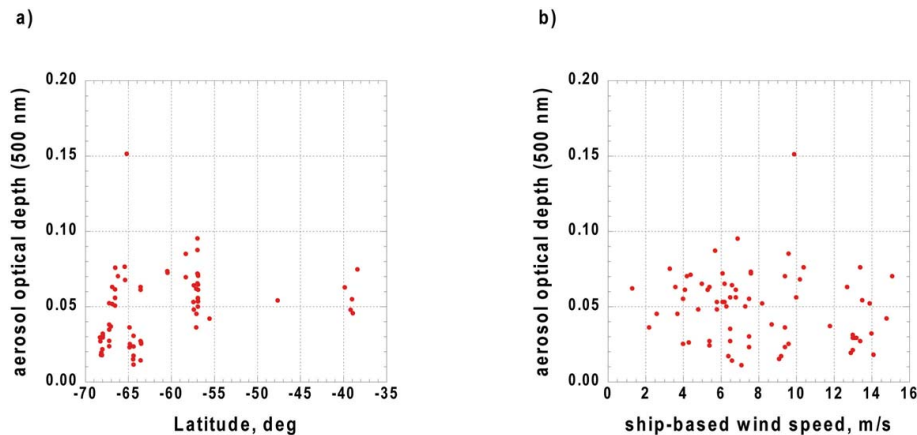 a)
b)
aerosol optical depth (500 nm)
0.20
0.15
0.10
0.05
0.00
-70 -65 -60 -55 -50 -45 -40 -35
Latitude, deg
aerosol optical depth (500 nm)
0.20
0.15
0.10
0.05
0.00
0 2 4 6 8 10 12 14 16
ship-based wind speed, m/s